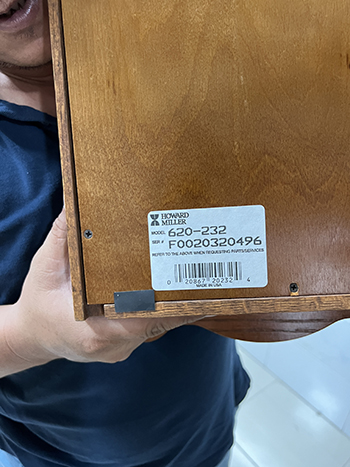 HOWARD
MILLER
MODEL 620-232
SER # F0020320496
REFER TO THE ABOVE WHEN REQUESTING PARTS/SERVICES
0 20867 20232 4
MADE IN USA